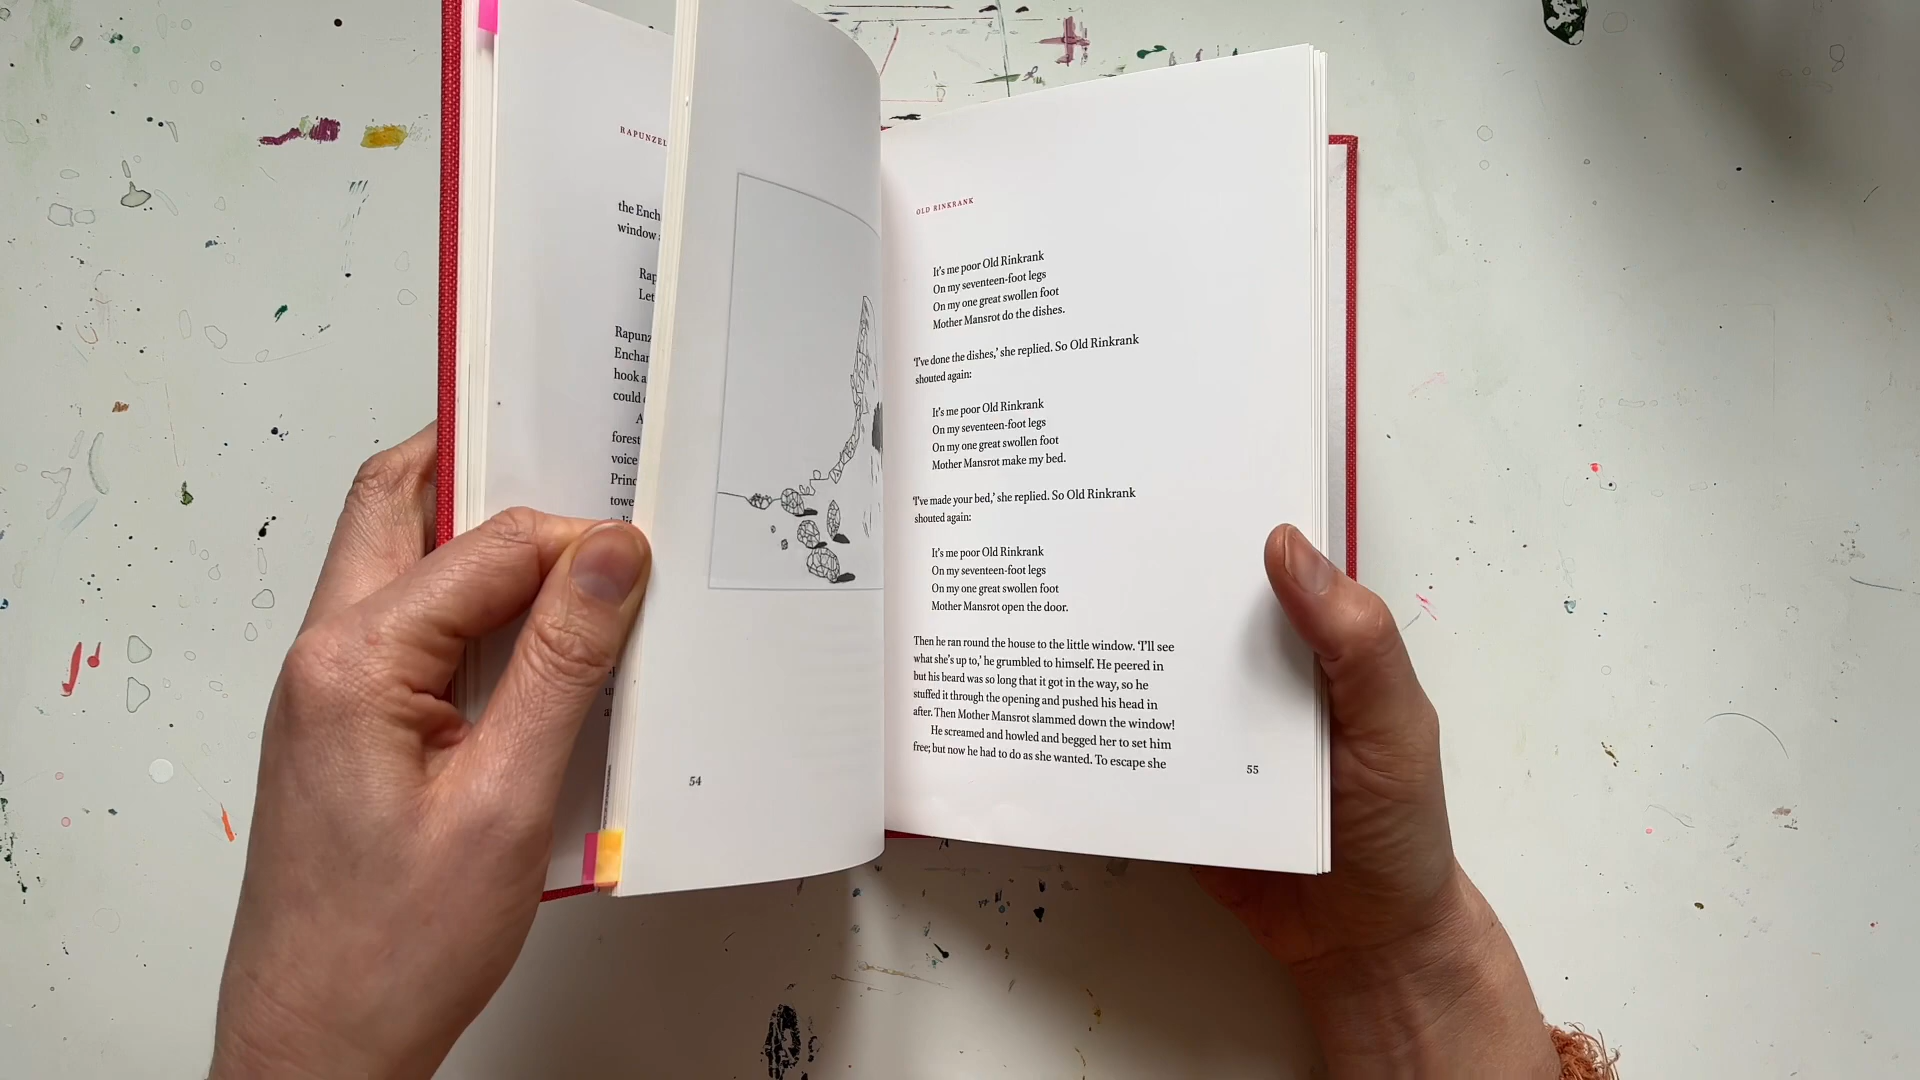 RAPUNZEL
the Ench
window
Rap
Let
Rapunz
Enchan
hook a
could
A
forest
voice
Princ
towe
54
OLD RINKRANK
It's me poor Old Rinkrank
On my seventeen-foot legs
On my one great swollen foot
Mother Mansrot do the dishes.
'I've done the dishes,' she replied. So Old Rinkrank
shouted again:
It's me poor Old Rinkrank
On my seventeen-foot legs
On my one great swollen foot
Mother Mansrot make my bed.
'I've made your bed,' she replied. So Old Rinkrank
shouted again:
It's me poor Old Rinkrank
On my seventeen-foot legs
On my one great swollen foot
Mother Mansrot open the door.
Then he ran round the house to the little window. 'I'll see
what she's up to,' he grumbled to himself. He peered in
but his beard was so long that it got in the way, so he
stuffed it through the opening and pushed his head in
after. Then Mother Mansrot slammed down the window!
He screamed and howled and begged her to set him
free; but now he had to do as she wanted. To escape she
55